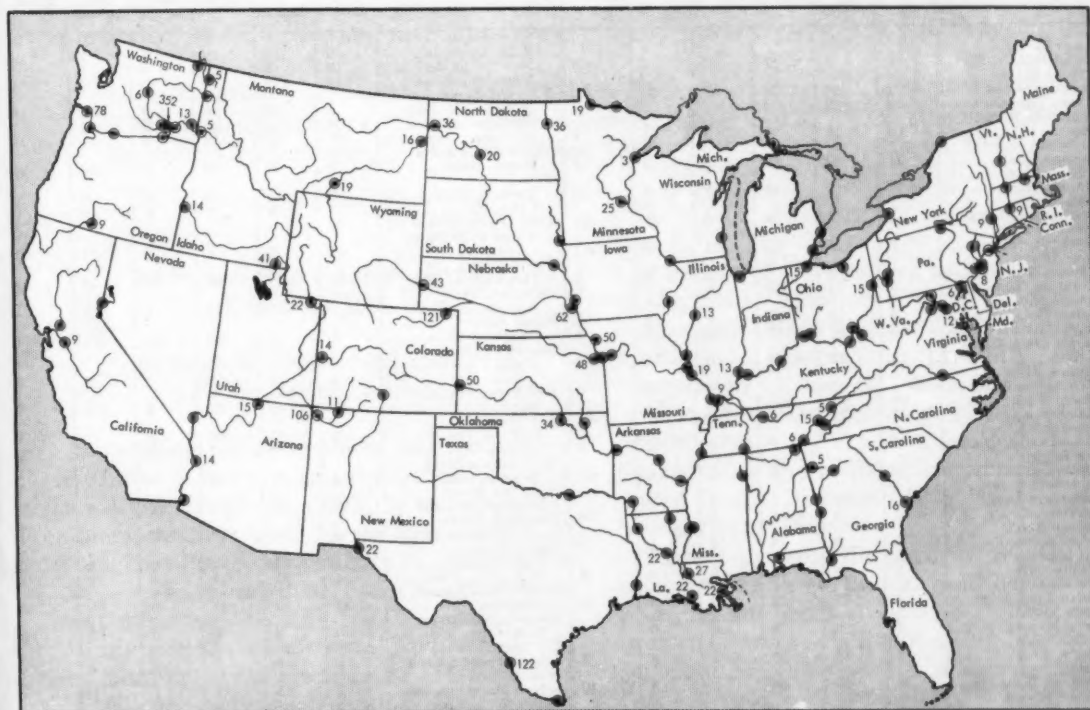 Washington
5
6
352
13
5
78
Montana
North Dakota
36
16
20
36
19
3
Mich.
Wisconsin
25
Minnesota
Maine
Vt.
N.H.
Mass.
New York
9
9
R.I.
Conn.
19
Wyoming
South Dakota
14
9
Oregon
Idaho
Nevada
41
Nebraska
43
62
Iowa
Illinois
13
Michigan
15
Indiana
Ohio
15
Pa.
N.J.
8
6
D.C.
Del.
Md.
12
W.Va.
Virginia
22
121
Colorado
Kansas
50
48
50
14
19
13
Kentucky
9
9
Utah
15
106
11
California
14
Arizona
New Mexico
Oklahoma
Texas
34
Missouri
Arkansas
Tenn.
6
5
15
6
N. Carolina
S. Carolina
5
16
Georgia
Alabama
Miss.
22
27
La.
22
22
Florida
22
122